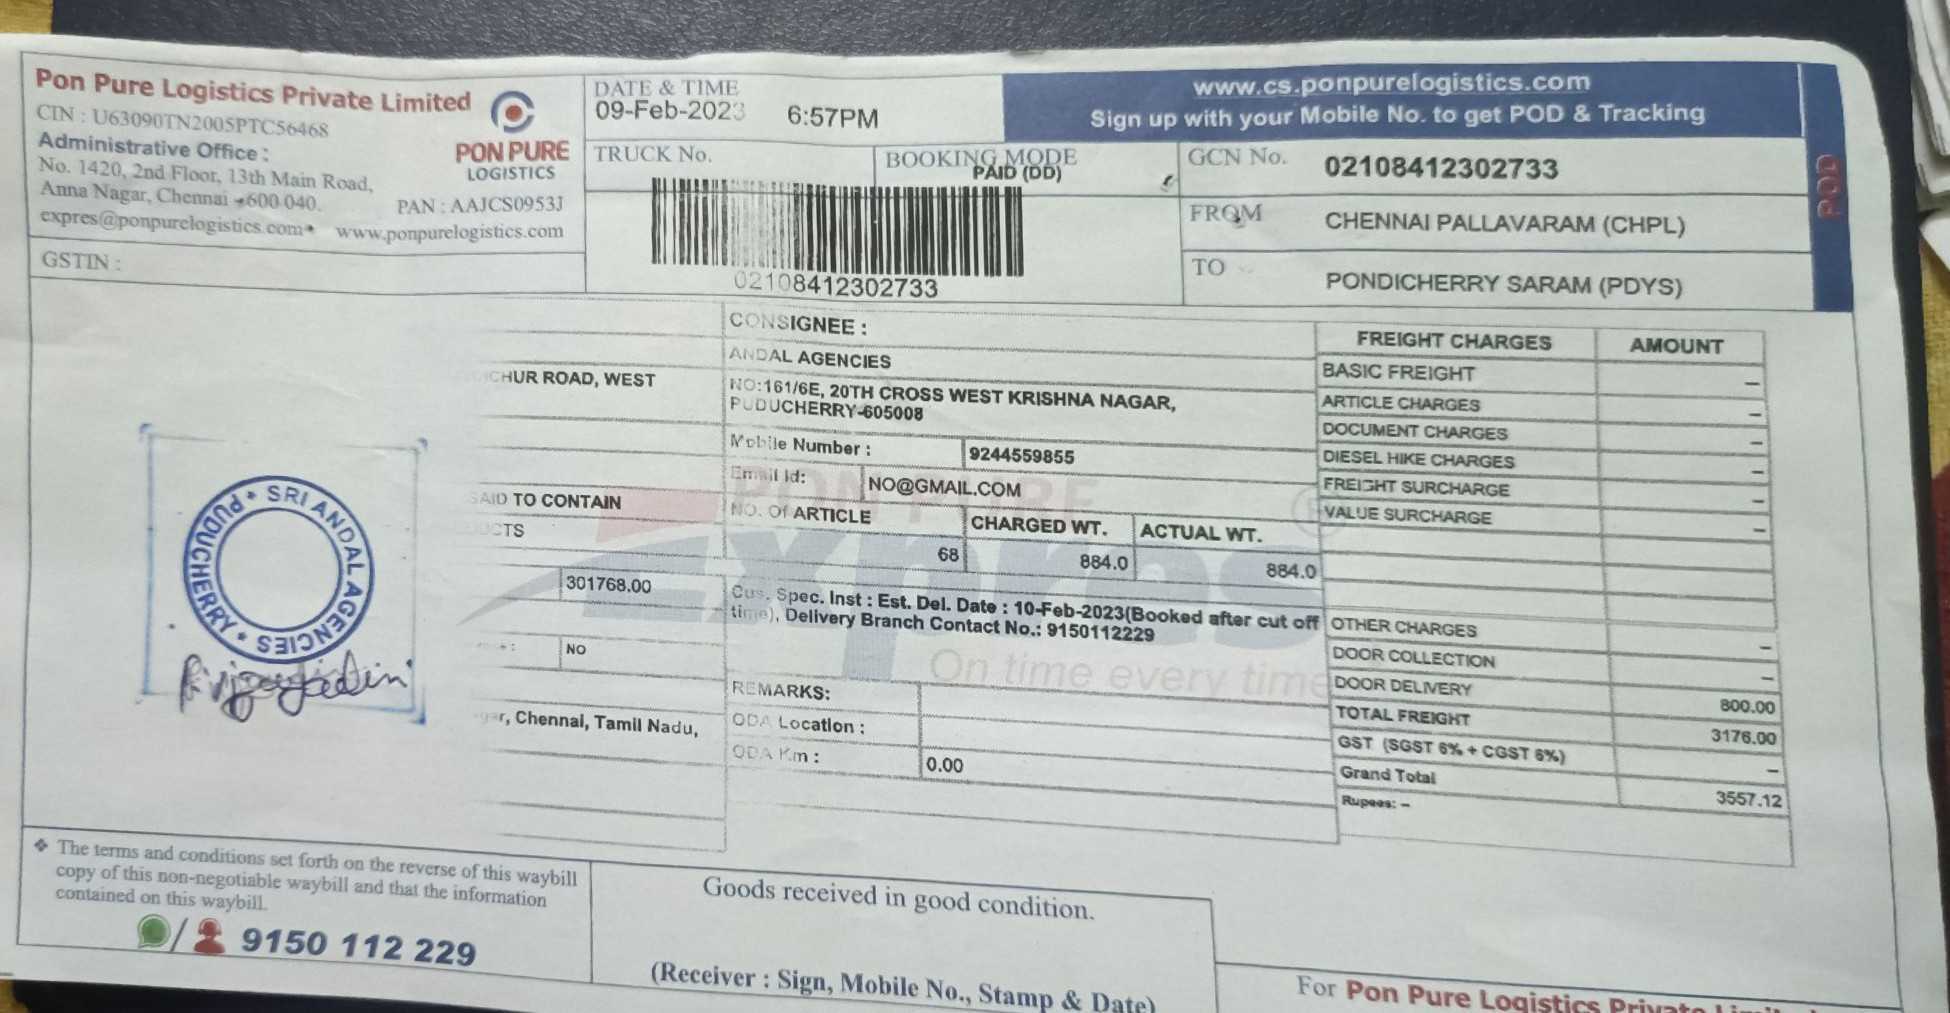 Pon Pure Logistics Private Limited
CIN : U63090TN2005PTC56468
Administrative Office :
No. 1420, 2nd Floor, 13th Main Road,
Anna Nagar, Chennai - 600 040.
PAN : AAJCS0953J
expres@ponpurelogistics.com • www.ponpurelogistics.com
PON PURE
LOGISTICS
GSTIN :
DATE & TIME
09-Feb-2023 6:57PM
TRUCK No.
BOOKING MODE
PAID (DD)
02108412302733
www.cs.ponpurelogistics.com
Sign up with your Mobile No. to get POD & Tracking
GCN No. 02108412302733
FROM CHENNAI PALLAVARAM (CHPL)
TO PONDICHERRY SARAM (PDYS)
POD
CHUR ROAD, WEST
SAID TO CONTAIN
301768.00
NO
Chennai, Tamil Nadu,
SRI ANDAL AGENCIES * PUDUCHERRY *
CONSIGNEE :
ANDAL AGENCIES
NO:161/6E, 20TH CROSS WEST KRISHNA NAGAR,
PUDUCHERRY-605008
Mobile Number : 9244559855
Email Id: NO@GMAIL.COM
NO. Of ARTICLE CHARGED WT. ACTUAL WT.
68 884.0 884.0
Cus. Spec. Inst : Est. Del. Date : 10-Feb-2023(Booked after cut off
time), Delivery Branch Contact No.: 9150112229
REMARKS:
ODA Location :
ODA Km : 0.00
PON PURE
Expres
On time every time
®
FREIGHT CHARGES AMOUNT
BASIC FREIGHT –
ARTICLE CHARGES –
DOCUMENT CHARGES –
DIESEL HIKE CHARGES –
FREIGHT SURCHARGE –
VALUE SURCHARGE –
OTHER CHARGES –
DOOR COLLECTION –
DOOR DELIVERY 800.00
TOTAL FREIGHT 3176.00
GST (SGST 6% + CGST 6%) –
Grand Total 3557.12
Rupees: –
❖ The terms and conditions set forth on the reverse of this waybill
copy of this non-negotiable waybill and that the information
contained on this waybill.
/ 9150 112 229
Goods received in good condition.
(Receiver : Sign, Mobile No., Stamp & Date)
For Pon Pure Logistics Private